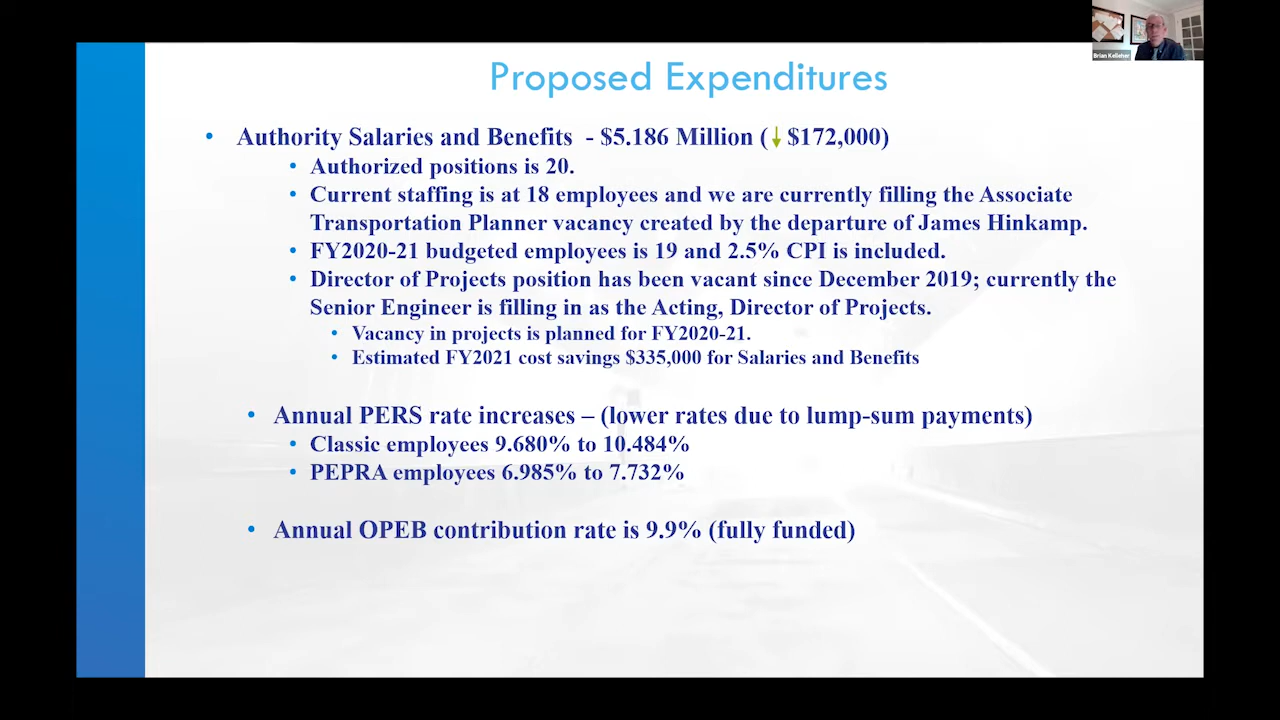 Proposed Expenditures
• Authority Salaries and Benefits - $5.186 Million (↓ $172,000)
• Authorized positions is 20.
• Current staffing is at 18 employees and we are currently filling the Associate
Transportation Planner vacancy created by the departure of James Hinkamp.
• FY2020-21 budgeted employees is 19 and 2.5% CPI is included.
• Director of Projects position has been vacant since December 2019; currently the
Senior Engineer is filling in as the Acting, Director of Projects.
• Vacancy in projects is planned for FY2020-21.
• Estimated FY2021 cost savings $335,000 for Salaries and Benefits
• Annual PERS rate increases – (lower rates due to lump-sum payments)
• Classic employees 9.680% to 10.484%
• PEPRA employees 6.985% to 7.732%
• Annual OPEB contribution rate is 9.9% (fully funded)
Brian Kelleher